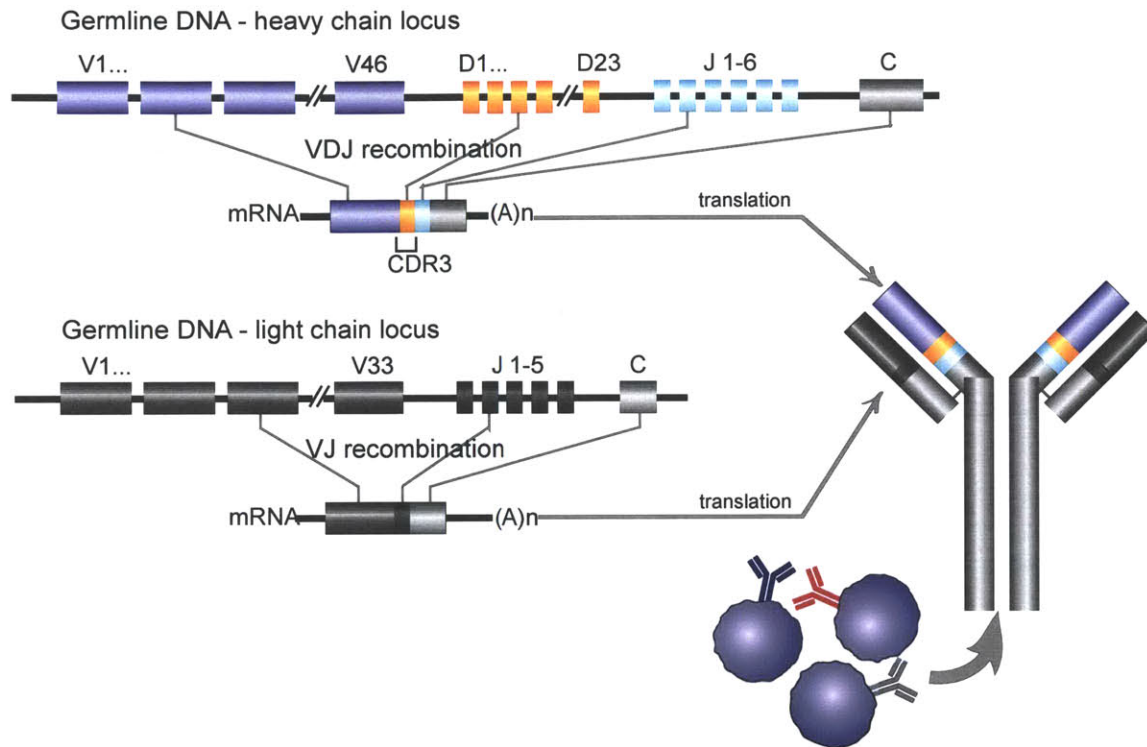 Germline DNA - heavy chain locus
V1... V46 D1... D23 J 1-6 C
VDJ recombination
mRNA (A)n translation
CDR3
Germline DNA - light chain locus
V1... V33 J 1-5 C
VJ recombination
mRNA (A)n translation